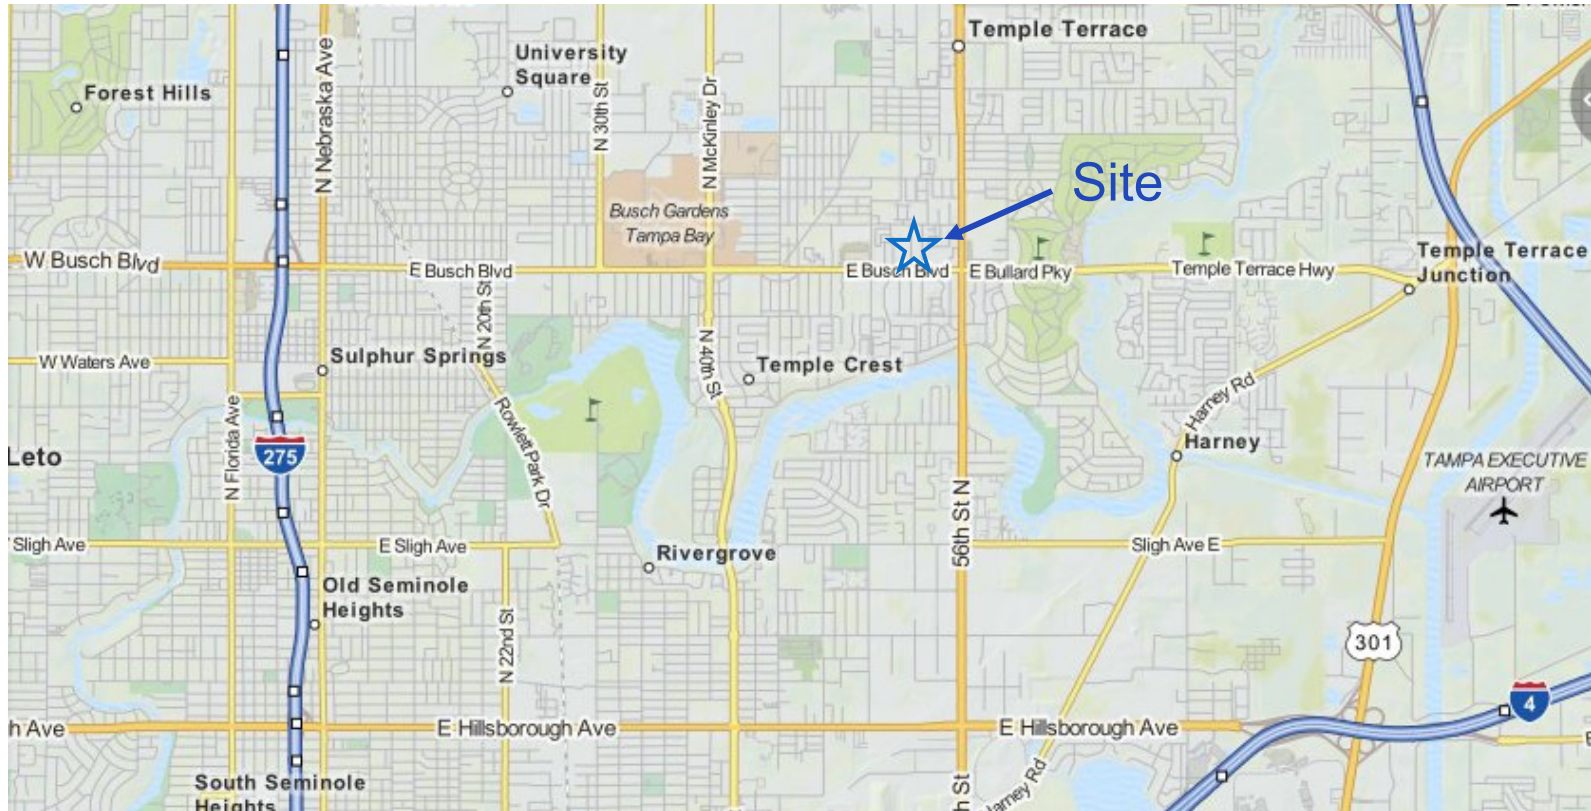 Temple Terrace
University
Square
Forest Hills
N Nebraska Ave
N 30th St
N McKinley Dr
Site
Busch Gardens
Tampa Bay
W Busch Blvd
E Busch Blvd
E Busch Blvd
E Bullard Pky
Temple Terrace Hwy
Temple Terrace
Junction
N 20th St
W Waters Ave
Sulphur Springs
N 40th St
Temple Crest
Harney Rd
N Florida Ave
Rowlett Park Dr
275
Leto
Harney
TAMPA EXECUTIVE
AIRPORT
56th St N
Sligh Ave
E Sligh Ave
Rivergrove
Sligh Ave E
Old Seminole
Heights
N 22nd St
301
4
h Ave
E Hillsborough Ave
E Hillsborough Ave
South Seminole
Heights
h St
Harney Rd